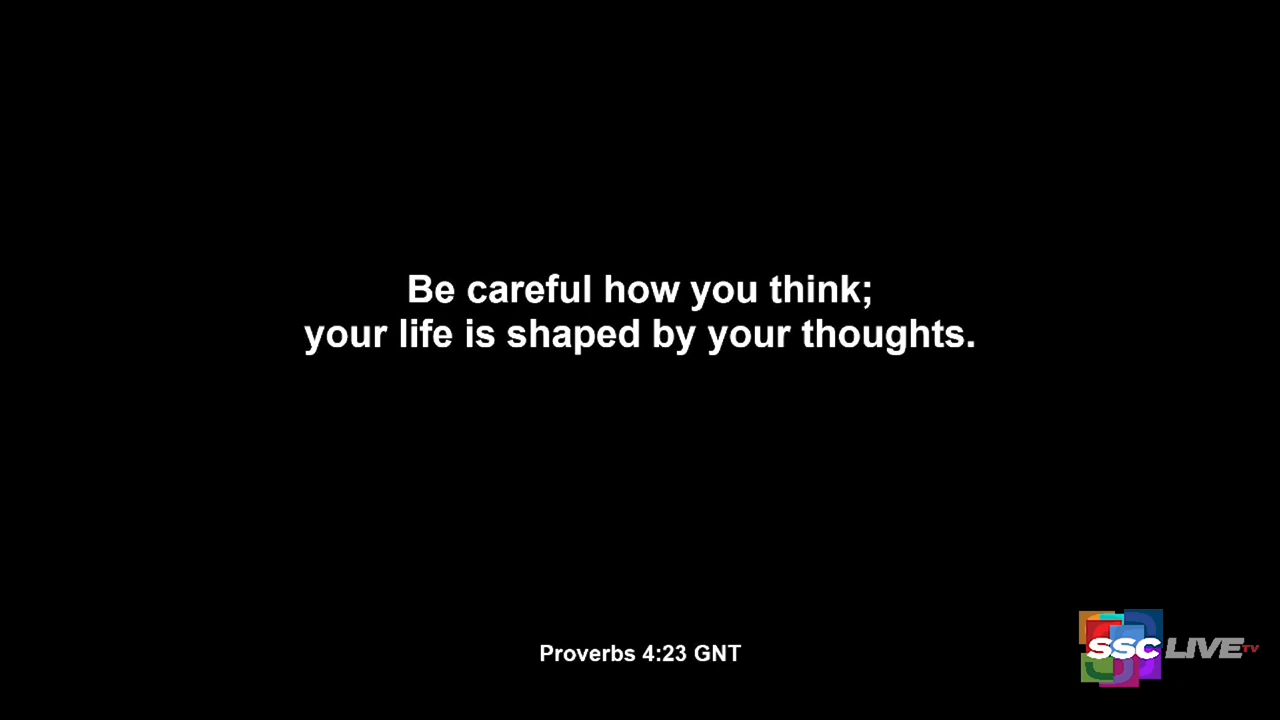 Be careful how you think;
your life is shaped by your thoughts.
Proverbs 4:23 GNT
SSC LIVE TV